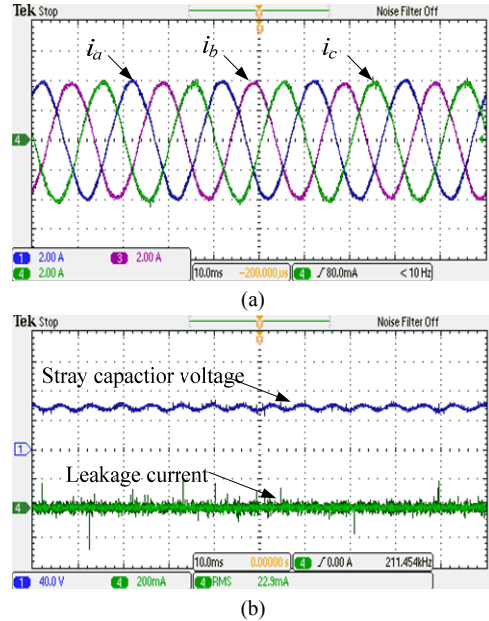 Tek Stop Noise Filter Off
i_a i_b i_c
4
1 2.00 A 3 2.00 A
4 2.00 A 10.0ms -200.000µs 4 ∫ 80.0mA < 10 Hz
(a)
Tek Stop Noise Filter Off
Stray capactior voltage
1
Leakage current
4
10.0ms 0.00000 s 4 ∫ 0.00 A 211.454kHz
1 40.0 V 4 200mA 4 RMS 22.9mA
(b)